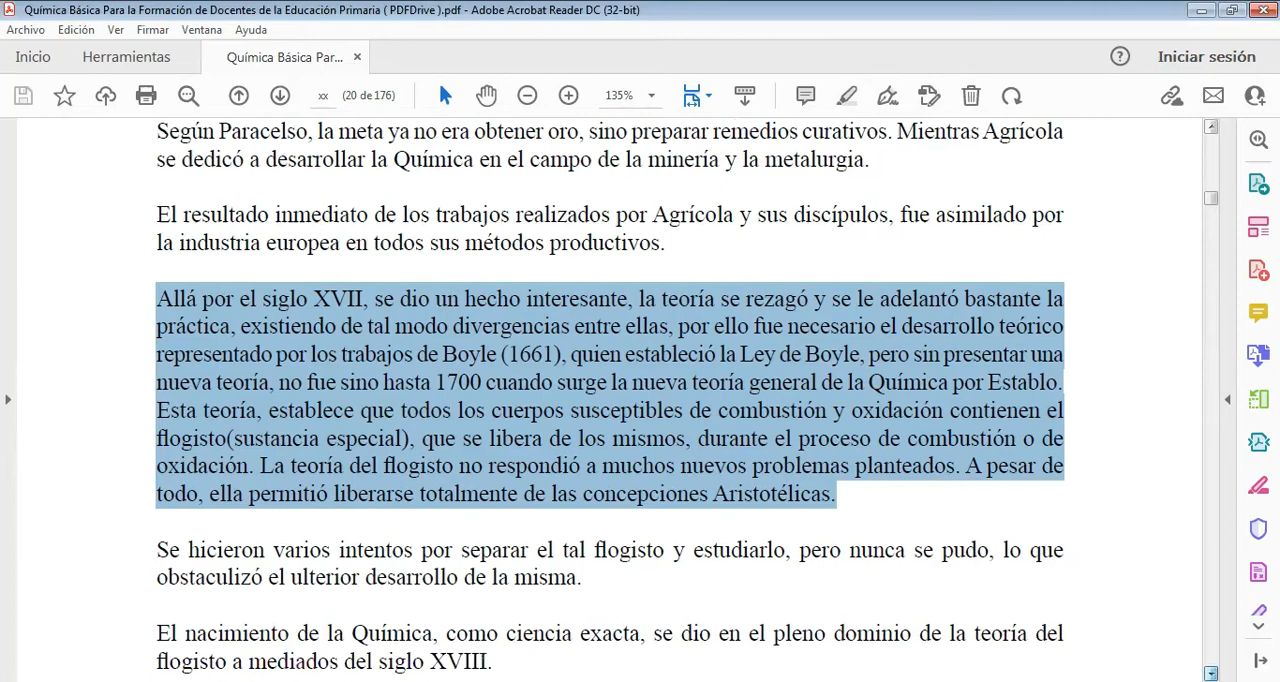 Química Básica Para la Formación de Docentes de la Educación Primaria ( PDFDrive ).pdf - Adobe Acrobat Reader DC (32-bit)
Archivo Edición Ver Firmar Ventana Ayuda
Inicio Herramientas Química Básica Par... × Iniciar sesión
xx (20 de 176) 135%
Según Paracelso, la meta ya no era obtener oro, sino preparar remedios curativos. Mientras Agrícola
se dedicó a desarrollar la Química en el campo de la minería y la metalurgia.
El resultado inmediato de los trabajos realizados por Agrícola y sus discípulos, fue asimilado por
la industria europea en todos sus métodos productivos.
Allá por el siglo XVII, se dio un hecho interesante, la teoría se rezagó y se le adelantó bastante la
práctica, existiendo de tal modo divergencias entre ellas, por ello fue necesario el desarrollo teórico
representado por los trabajos de Boyle (1661), quien estableció la Ley de Boyle, pero sin presentar una
nueva teoría, no fue sino hasta 1700 cuando surge la nueva teoría general de la Química por Establo.
Esta teoría, establece que todos los cuerpos susceptibles de combustión y oxidación contienen el
flogisto(sustancia especial), que se libera de los mismos, durante el proceso de combustión o de
oxidación. La teoría del flogisto no respondió a muchos nuevos problemas planteados. A pesar de
todo, ella permitió liberarse totalmente de las concepciones Aristotélicas.
Se hicieron varios intentos por separar el tal flogisto y estudiarlo, pero nunca se pudo, lo que
obstaculizó el ulterior desarrollo de la misma.
El nacimiento de la Química, como ciencia exacta, se dio en el pleno dominio de la teoría del
flogisto a mediados del siglo XVIII.